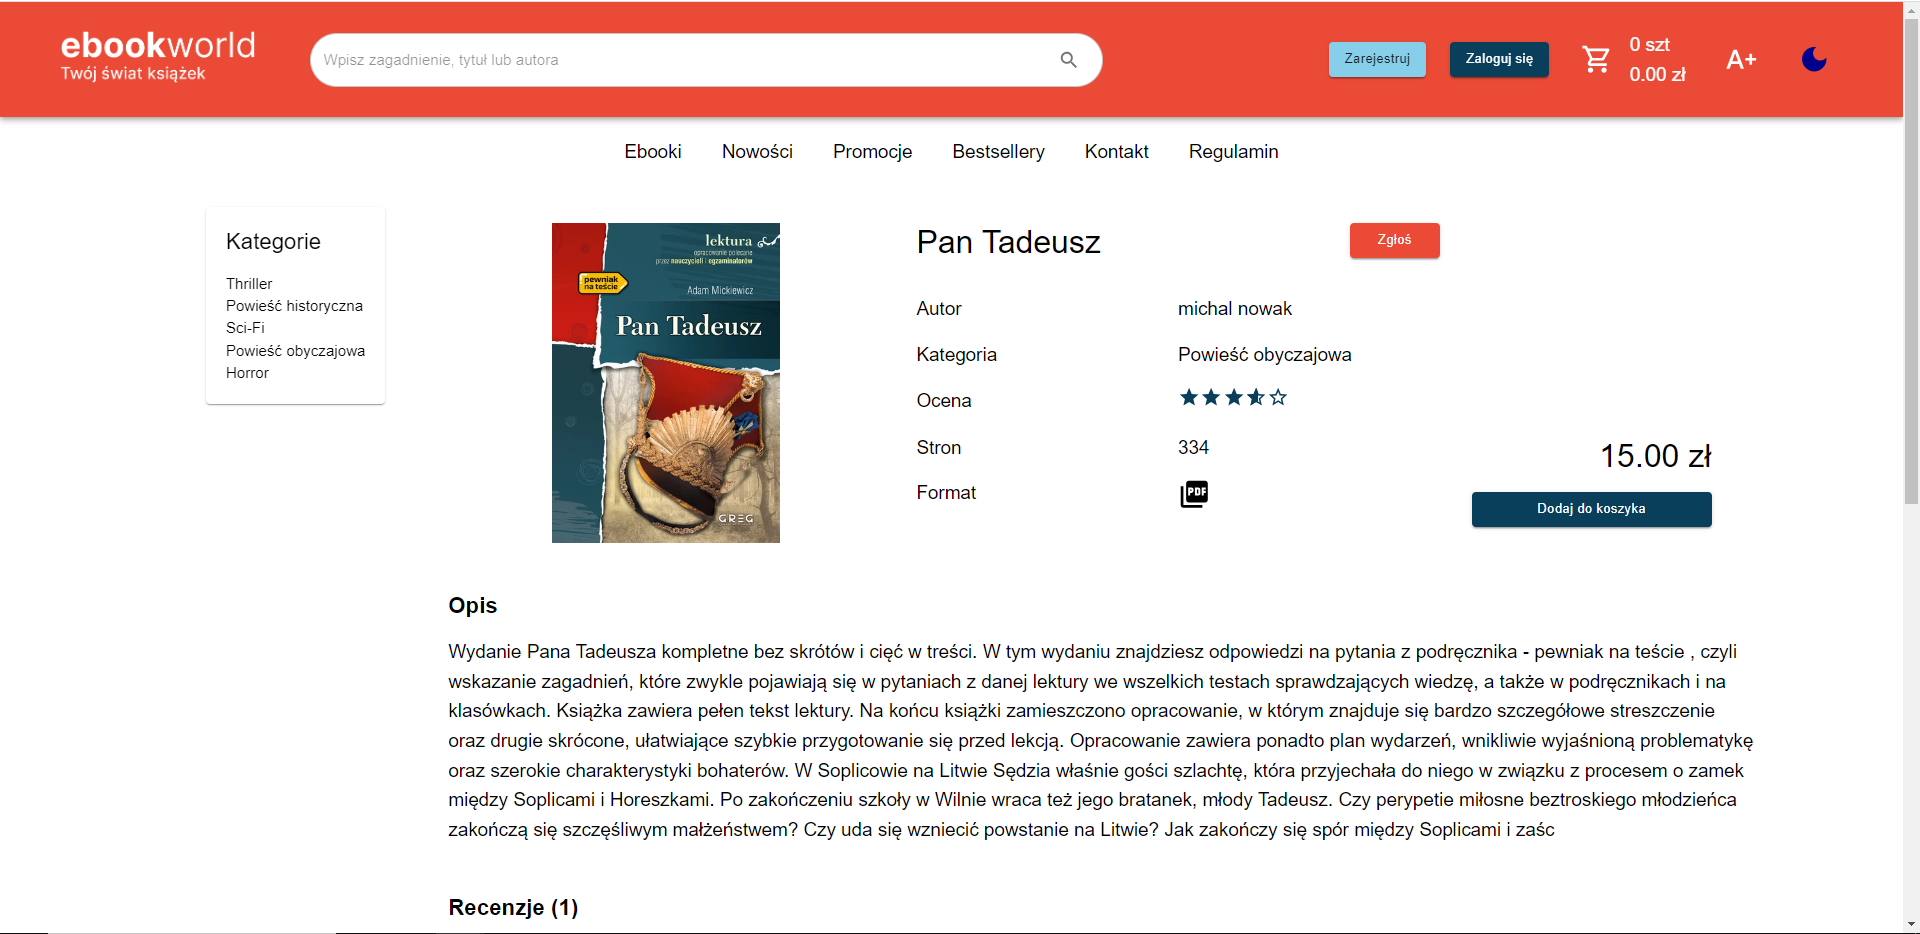 ebookworld
Twój świat książek
Wpisz zagadnienie, tytuł lub autora
Zarejestruj
Zaloguj się
0 szt
0.00 zł
A+
Ebooki
Nowości
Promocje
Bestsellery
Kontakt
Regulamin
Kategorie
Thriller
Powieść historyczna
Sci-Fi
Powieść obyczajowa
Horror
lektura
opracowanie polecane
przez nauczycieli i egzaminatorów
pewniak
na teście
Adam Mickiewicz
Pan Tadeusz
GREG
Pan Tadeusz
Zgłoś
Autor
michal nowak
Kategoria
Powieść obyczajowa
Ocena
Stron
334
Format
PDF
15.00 zł
Dodaj do koszyka
Opis
Wydanie Pana Tadeusza kompletne bez skrótów i cięć w treści. W tym wydaniu znajdziesz odpowiedzi na pytania z podręcznika - pewniak na teście , czyli
wskazanie zagadnień, które zwykle pojawiają się w pytaniach z danej lektury we wszelkich testach sprawdzających wiedzę, a także w podręcznikach i na
klasówkach. Książka zawiera pełen tekst lektury. Na końcu książki zamieszczono opracowanie, w którym znajduje się bardzo szczegółowe streszczenie
oraz drugie skrócone, ułatwiające szybkie przygotowanie się przed lekcją. Opracowanie zawiera ponadto plan wydarzeń, wnikliwie wyjaśnioną problematykę
oraz szerokie charakterystyki bohaterów. W Soplicowie na Litwie Sędzia właśnie gości szlachtę, która przyjechała do niego w związku z procesem o zamek
między Soplicami i Horeszkami. Po zakończeniu szkoły w Wilnie wraca też jego bratanek, młody Tadeusz. Czy perypetie miłosne beztroskiego młodzieńca
zakończą się szczęśliwym małżeństwem? Czy uda się wzniecić powstanie na Litwie? Jak zakończy się spór między Soplicami i zaśc
Recenzje (1)